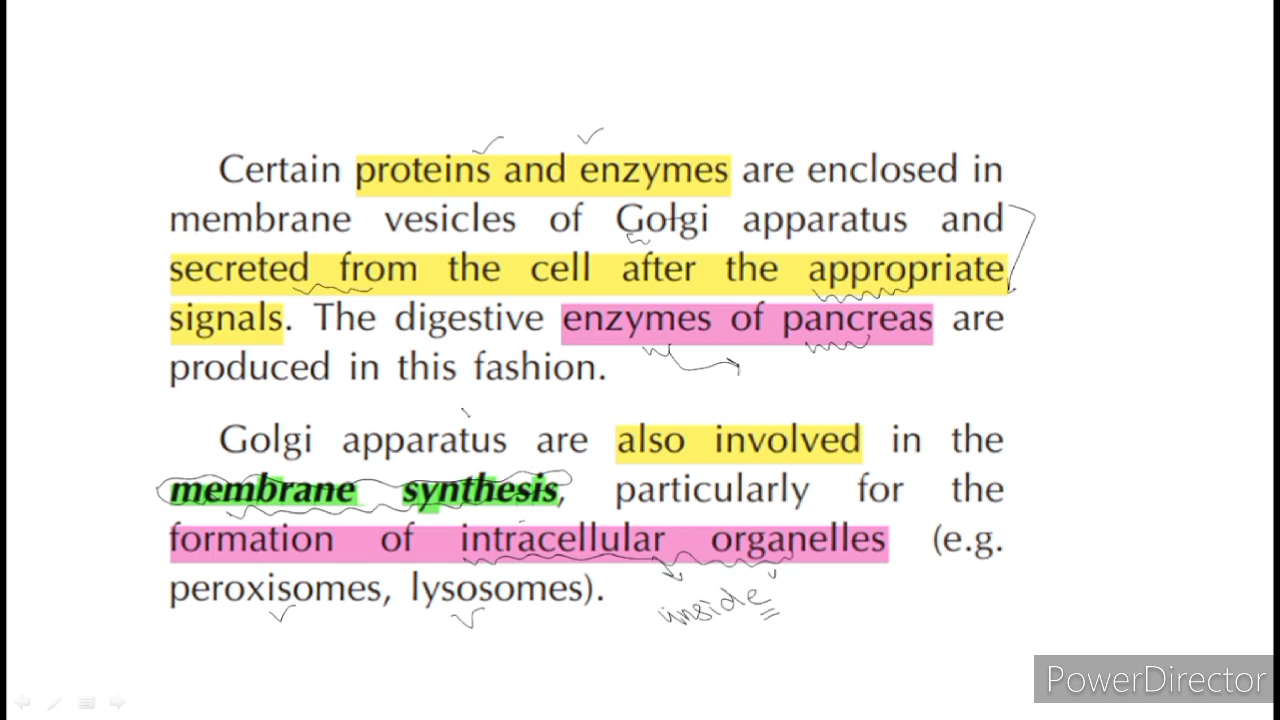 Certain proteins and enzymes are enclosed in
membrane vesicles of Golgi apparatus and
secreted from the cell after the appropriate
signals. The digestive enzymes of pancreas are
produced in this fashion.
Golgi apparatus are also involved in the
membrane synthesis, particularly for the
formation of intracellular organelles (e.g.
peroxisomes, lysosomes).
inside
PowerDirector